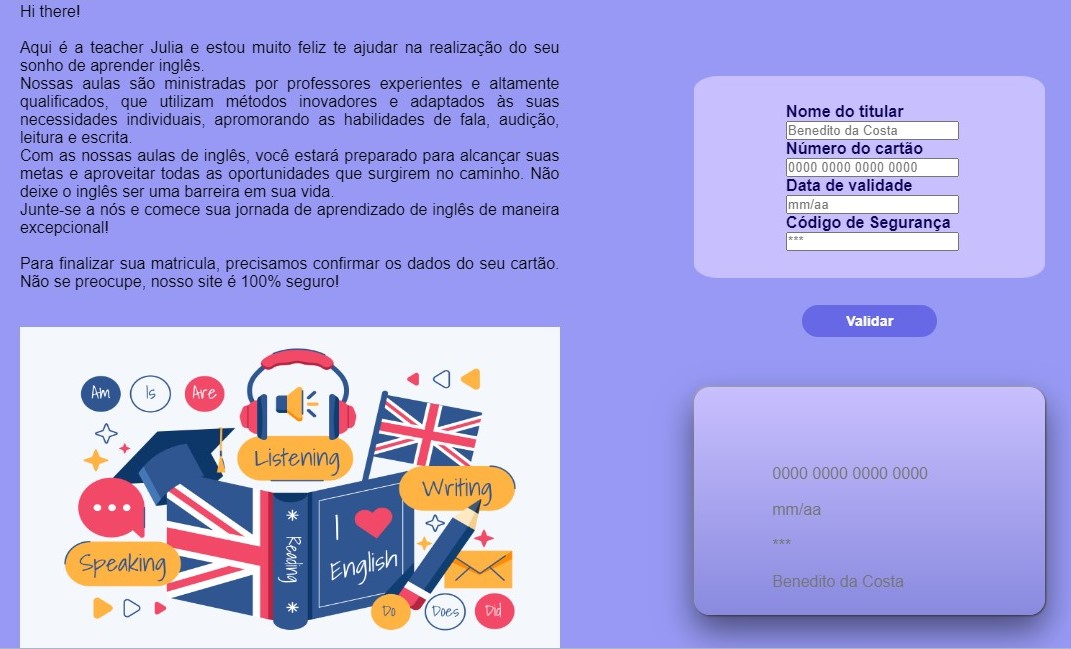 Hi there!
Aqui é a teacher Julia e estou muito feliz te ajudar na realização do seu
sonho de aprender inglês.
Nossas aulas são ministradas por professores experientes e altamente
qualificados, que utilizam métodos inovadores e adaptados às suas
necessidades individuais, apromorando as habilidades de fala, audição,
leitura e escrita.
Com as nossas aulas de inglês, você estará preparado para alcançar suas
metas e aproveitar todas as oportunidades que surgirem no caminho. Não
deixe o inglês ser uma barreira em sua vida.
Junte-se a nós e comece sua jornada de aprendizado de inglês de maneira
excepcional!
Para finalizar sua matricula, precisamos confirmar os dados do seu cartão.
Não se preocupe, nosso site é 100% seguro!
Am Is Are
Listening
Writing
Speaking
Reading
I
English
Do Does Did
Nome do titular
Benedito da Costa
Número do cartão
0000 0000 0000 0000
Data de validade
mm/aa
Código de Segurança
***
Validar
0000 0000 0000 0000
mm/aa
***
Benedito da Costa